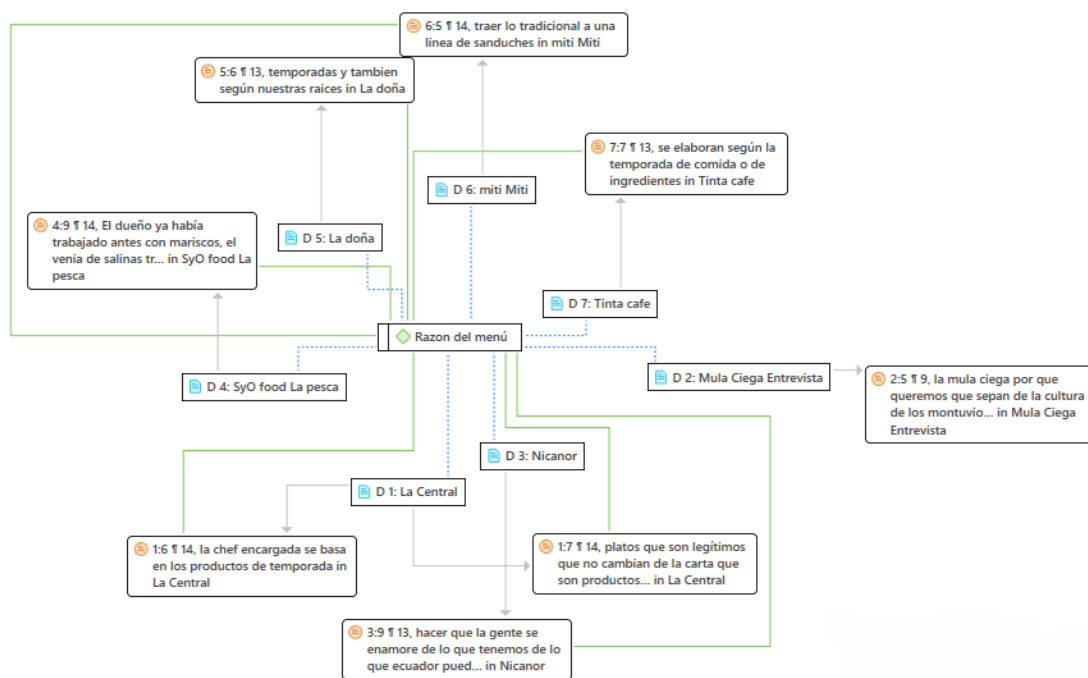 6:5 ¶ 14, traer lo tradicional a una
linea de sanduches in miti Miti
5:6 ¶ 13, temporadas y tambien
según nuestras raices in La doña
7:7 ¶ 13, se elaboran según la
temporada de comida o de
ingredientes in Tinta cafe
D 6: miti Miti
4:9 ¶ 14, El dueño ya había
trabajado antes con mariscos, el
venia de salinas tr... in SyO food La
pesca
D 5: La doña
D 7: Tinta cafe
Razon del menú
D 4: SyO food La pesca
D 2: Mula Ciega Entrevista
2:5 ¶ 9, la mula ciega por que
queremos que sepan de la cultura
de los montuvio... in Mula Ciega
Entrevista
D 3: Nicanor
D 1: La Central
1:6 ¶ 14, la chef encargada se basa
en los productos de temporada in
La Central
1:7 ¶ 14, platos que son legítimos
que no cambian de la carta que
son productos... in La Central
3:9 ¶ 13, hacer que la gente se
enamore de lo que tenemos de lo
que ecuador pued... in Nicanor